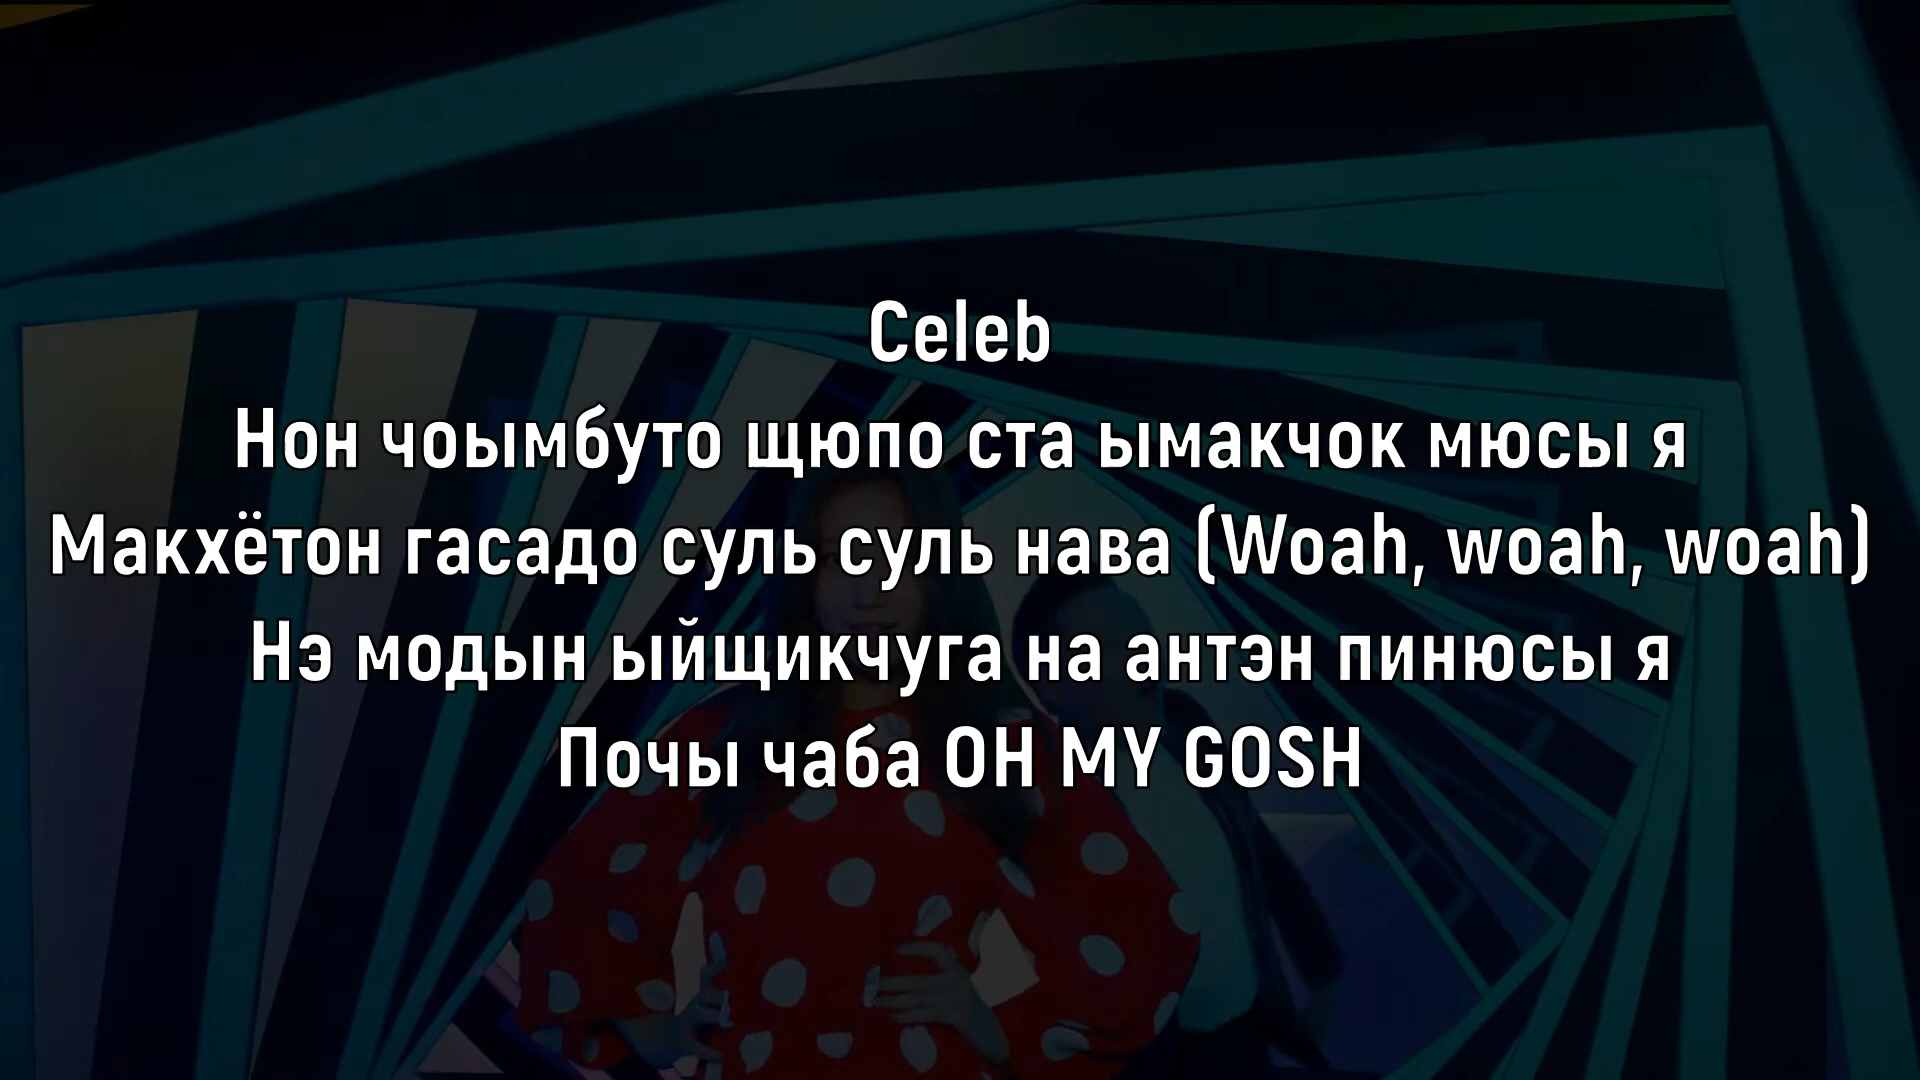 Celeb
Нон чоымбуто щюпо ста ымакчок мюсы я
Макхётон гасадо суль суль нава (Woah, woah, woah)
Нэ модын ыйщикчуга на антэн пинюсы я
Почы чаба OH MY GOSH